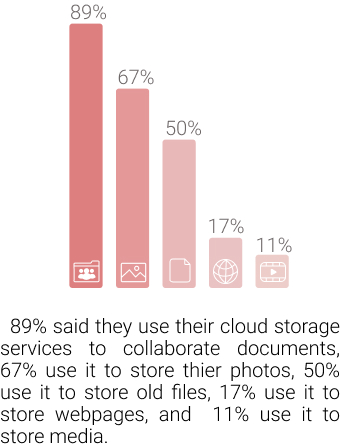 89%
67%
50%
17%
11%
89% said they use their cloud storage
services to collaborate documents,
67% use it to store thier photos, 50%
use it to store old files, 17% use it to
store webpages, and 11% use it to
store media.